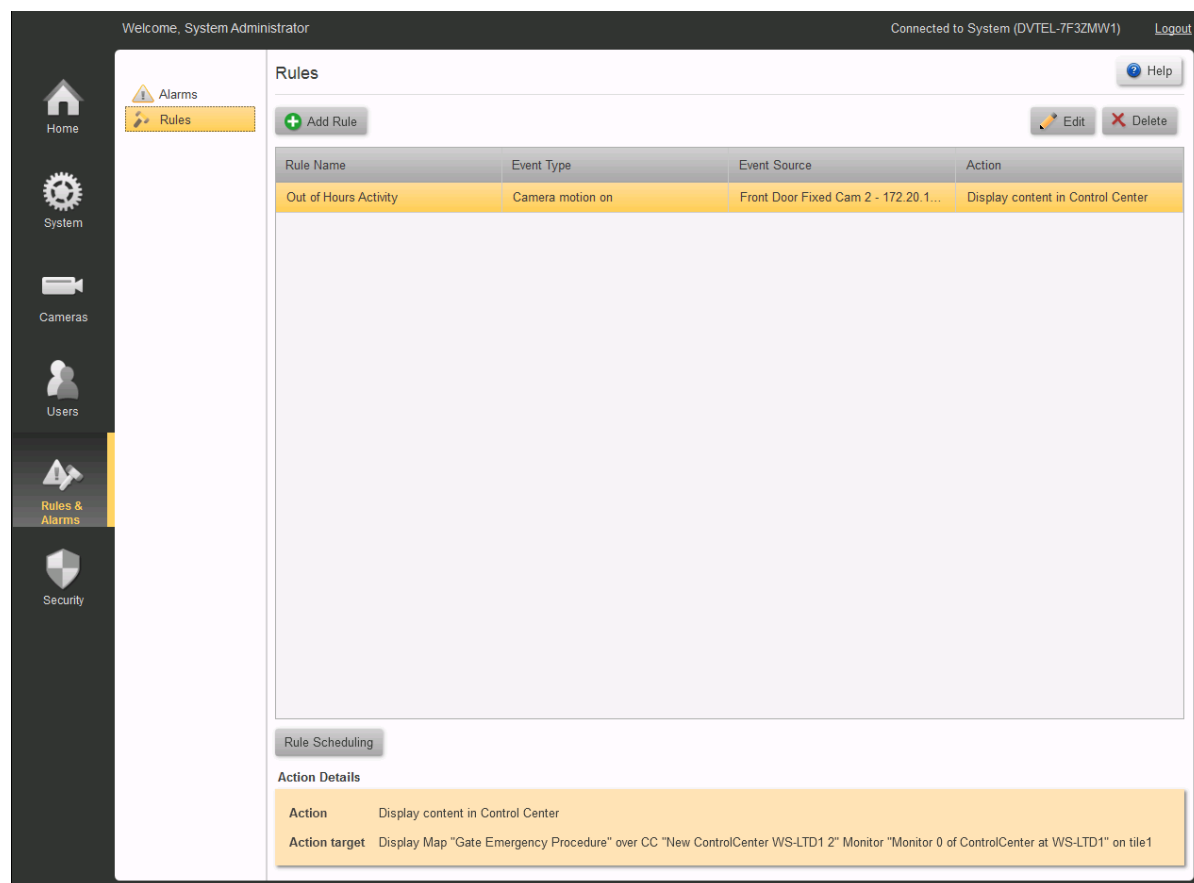 Welcome, System Administrator
Connected to System (DVTEL-7F3ZMW1) Logout
Home
System
Cameras
Users
Rules &
Alarms
Security
Alarms
Rules
Rules
Help
Add Rule
Edit
Delete
Rule Name Event Type Event Source Action
Out of Hours Activity Camera motion on Front Door Fixed Cam 2 - 172.20.1... Display content in Control Center
Rule Scheduling
Action Details
Action Display content in Control Center
Action target Display Map "Gate Emergency Procedure" over CC "New ControlCenter WS-LTD1 2" Monitor "Monitor 0 of ControlCenter at WS-LTD1" on tile1